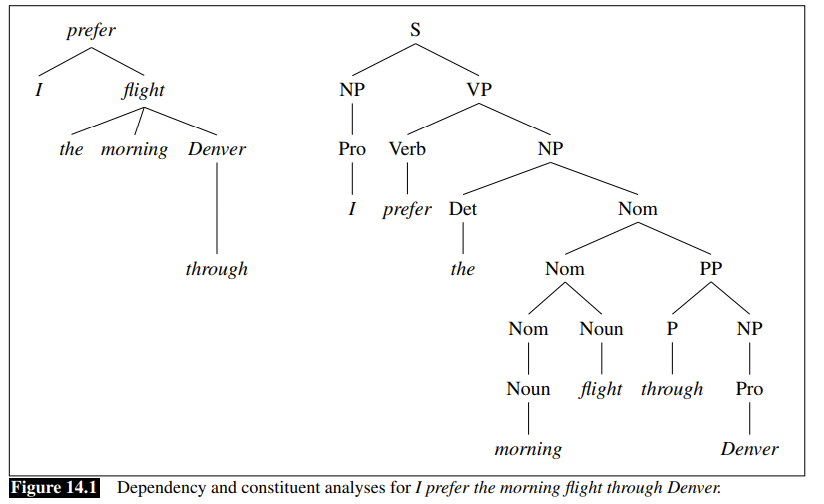 prefer S
I flight NP VP
the morning Denver Pro Verb NP
I prefer Det Nom
through the Nom PP
Nom Noun P NP
Noun flight through Pro
morning Denver
Figure 14.1 Dependency and constituent analyses for I prefer the morning flight through Denver.